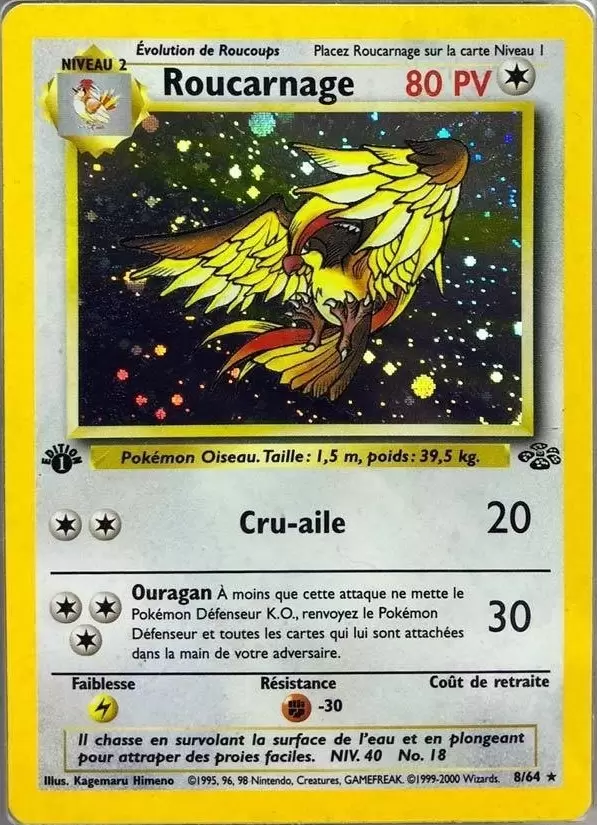 Évolution de Roucoups Placez Roucarnage sur la carte Niveau 1
NIVEAU 2
Roucarnage 80 PV
EDITION
1
Pokémon Oiseau. Taille: 1,5 m, poids: 39,5 kg.
Cru-aile 20
Ouragan À moins que cette attaque ne mette le
Pokémon Défenseur K.O., renvoyez le Pokémon
Défenseur et toutes les cartes qui lui sont attachées
dans la main de votre adversaire.
30
Faiblesse Résistance Coût de retraite
-30
Il chasse en survolant la surface de l'eau et en plongeant
pour attraper des proies faciles. NIV. 40 No. 18
Illus. Kagemaru Himeno ©1995, 96, 98 Nintendo, Creatures, GAMEFREAK. ©1999-2000 Wizards. 8/64 ★